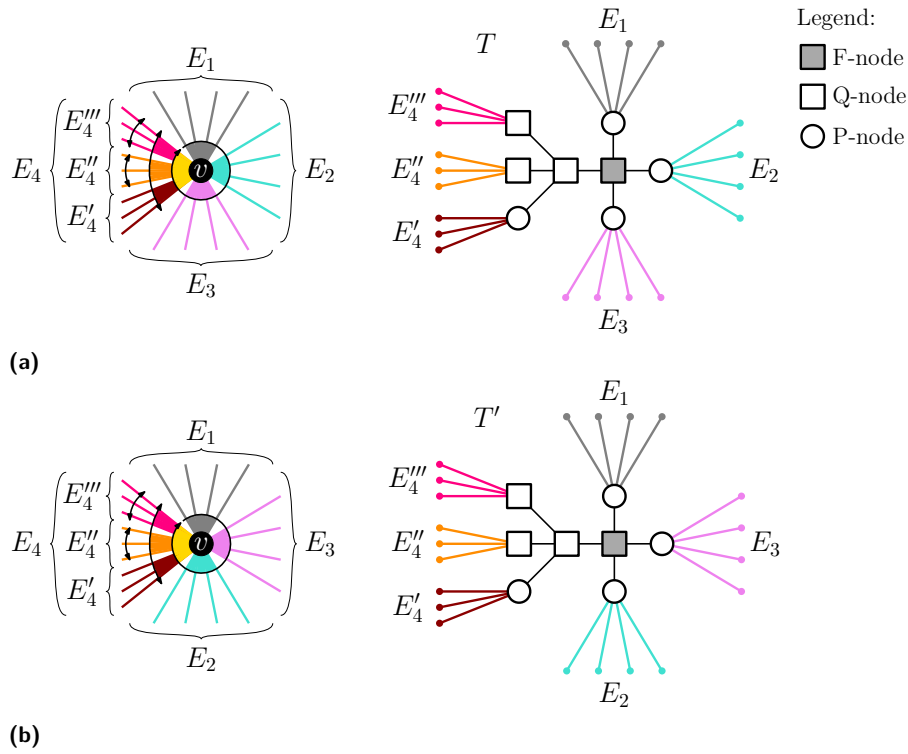 Legend:
F-node
Q-node
P-node
E₁
E₄
E₄'''
E₄''
E₄'
v
E₂
E₃
T
E₁
E₄'''
E₄''
E₄'
E₂
E₃
(a)
E₁
E₄
E₄'''
E₄''
E₄'
v
E₃
E₂
T'
E₁
E₄'''
E₄''
E₄'
E₃
E₂
(b)